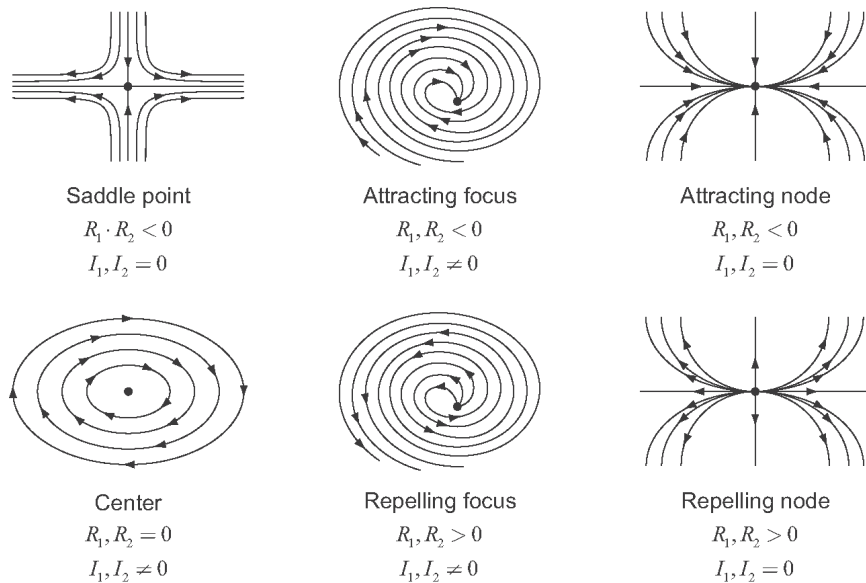 Saddle point
R₁ · R₂ < 0
I₁, I₂ = 0
Attracting focus
R₁, R₂ < 0
I₁, I₂ ≠ 0
Attracting node
R₁, R₂ < 0
I₁, I₂ = 0
Center
R₁, R₂ = 0
I₁, I₂ ≠ 0
Repelling focus
R₁, R₂ > 0
I₁, I₂ ≠ 0
Repelling node
R₁, R₂ > 0
I₁, I₂ = 0